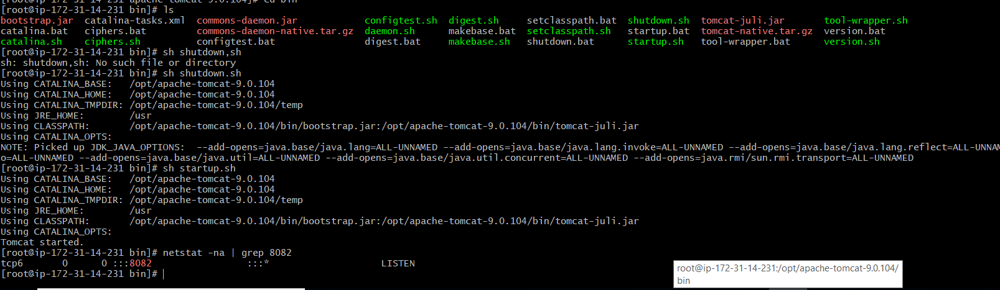 [root@ip-172-31-14-231 apache-tomcat-9.0.104]# cd bin
[root@ip-172-31-14-231 bin]# ls
bootstrap.jar  catalina-tasks.xml  commons-daemon.jar            configtest.sh  digest.sh     setclasspath.bat  shutdown.sh  tomcat-juli.jar       tool-wrapper.sh
catalina.bat   ciphers.bat         commons-daemon-native.tar.gz  daemon.sh      makebase.bat  setclasspath.sh   startup.bat  tomcat-native.tar.gz  version.bat
catalina.sh    ciphers.sh          configtest.bat                digest.bat     makebase.sh   shutdown.bat      startup.sh   tool-wrapper.bat      version.sh
[root@ip-172-31-14-231 bin]# sh shutdown,sh
sh: shutdown,sh: No such file or directory
[root@ip-172-31-14-231 bin]# sh shutdown.sh
Using CATALINA_BASE:   /opt/apache-tomcat-9.0.104
Using CATALINA_HOME:   /opt/apache-tomcat-9.0.104
Using CATALINA_TMPDIR: /opt/apache-tomcat-9.0.104/temp
Using JRE_HOME:        /usr
Using CLASSPATH:       /opt/apache-tomcat-9.0.104/bin/bootstrap.jar:/opt/apache-tomcat-9.0.104/bin/tomcat-juli.jar
Using CATALINA_OPTS:
NOTE: Picked up JDK_JAVA_OPTIONS:  --add-opens=java.base/java.lang=ALL-UNNAMED --add-opens=java.base/java.lang.invoke=ALL-UNNAMED --add-opens=java.base/java.lang.reflect=ALL-UNNAM
o=ALL-UNNAMED --add-opens=java.base/java.util=ALL-UNNAMED --add-opens=java.base/java.util.concurrent=ALL-UNNAMED --add-opens=java.rmi/sun.rmi.transport=ALL-UNNAMED
[root@ip-172-31-14-231 bin]# sh startup.sh
Using CATALINA_BASE:   /opt/apache-tomcat-9.0.104
Using CATALINA_HOME:   /opt/apache-tomcat-9.0.104
Using CATALINA_TMPDIR: /opt/apache-tomcat-9.0.104/temp
Using JRE_HOME:        /usr
Using CLASSPATH:       /opt/apache-tomcat-9.0.104/bin/bootstrap.jar:/opt/apache-tomcat-9.0.104/bin/tomcat-juli.jar
Using CATALINA_OPTS:
Tomcat started.
[root@ip-172-31-14-231 bin]# netstat -na | grep 8082
tcp6       0      0 :::8082                 :::*                    LISTEN
[root@ip-172-31-14-231 bin]#
root@ip-172-31-14-231:/opt/apache-tomcat-9.0.104/
bin